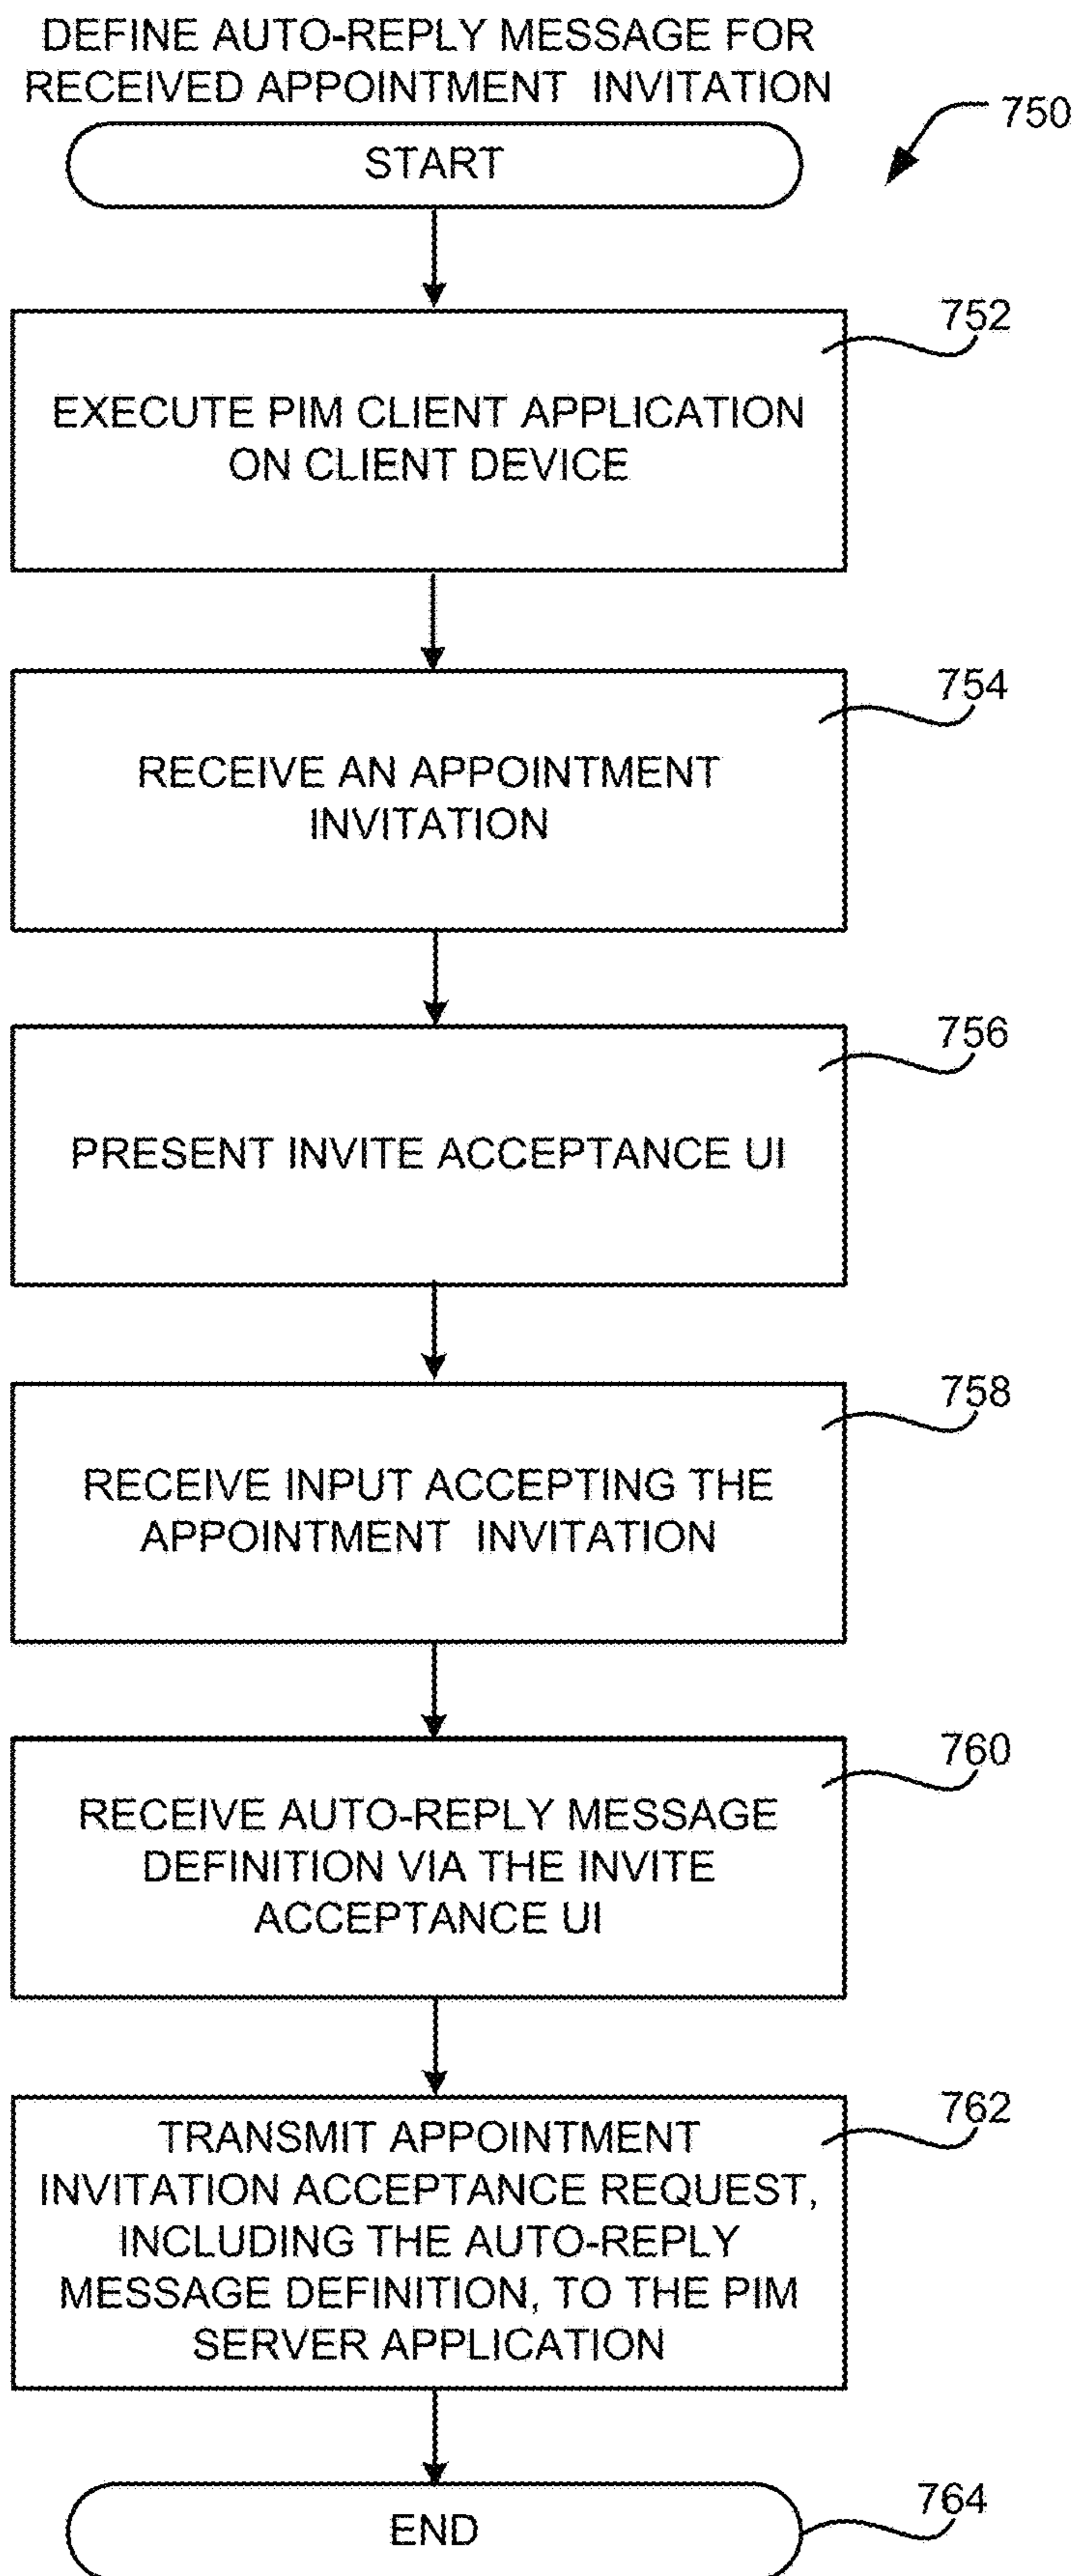 DEFINE AUTO-REPLY MESSAGE FOR
RECEIVED APPOINTMENT INVITATION
750
START
752
EXECUTE PIM CLIENT APPLICATION
ON CLIENT DEVICE
754
RECEIVE AN APPOINTMENT
INVITATION
756
PRESENT INVITE ACCEPTANCE UI
758
RECEIVE INPUT ACCEPTING THE
APPOINTMENT INVITATION
760
RECEIVE AUTO-REPLY MESSAGE
DEFINITION VIA THE INVITE
ACCEPTANCE UI
762
TRANSMIT APPOINTMENT
INVITATION ACCEPTANCE REQUEST,
INCLUDING THE AUTO-REPLY
MESSAGE DEFINITION, TO THE PIM
SERVER APPLICATION
764
END